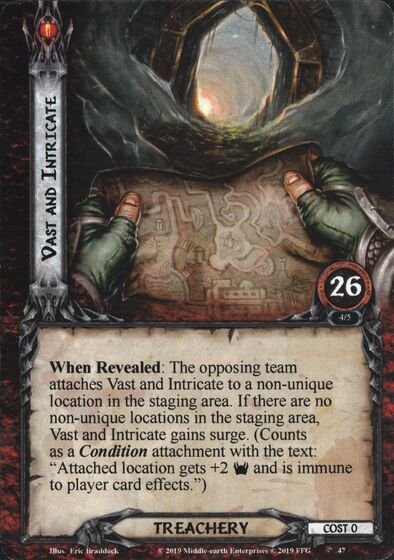 VAST AND INTRICATE
26
4/5
When Revealed: The opposing team
attaches Vast and Intricate to a non-unique
location in the staging area. If there are no
non-unique locations in the staging area,
Vast and Intricate gains surge. (Counts
as a Condition attachment with the text:
“Attached location gets +2 and is immune
to player card effects.”)
TREACHERY
COST 0
Illus. Eric Braddock
© 2019 Middle-earth Enterprises © 2019 FFG
47